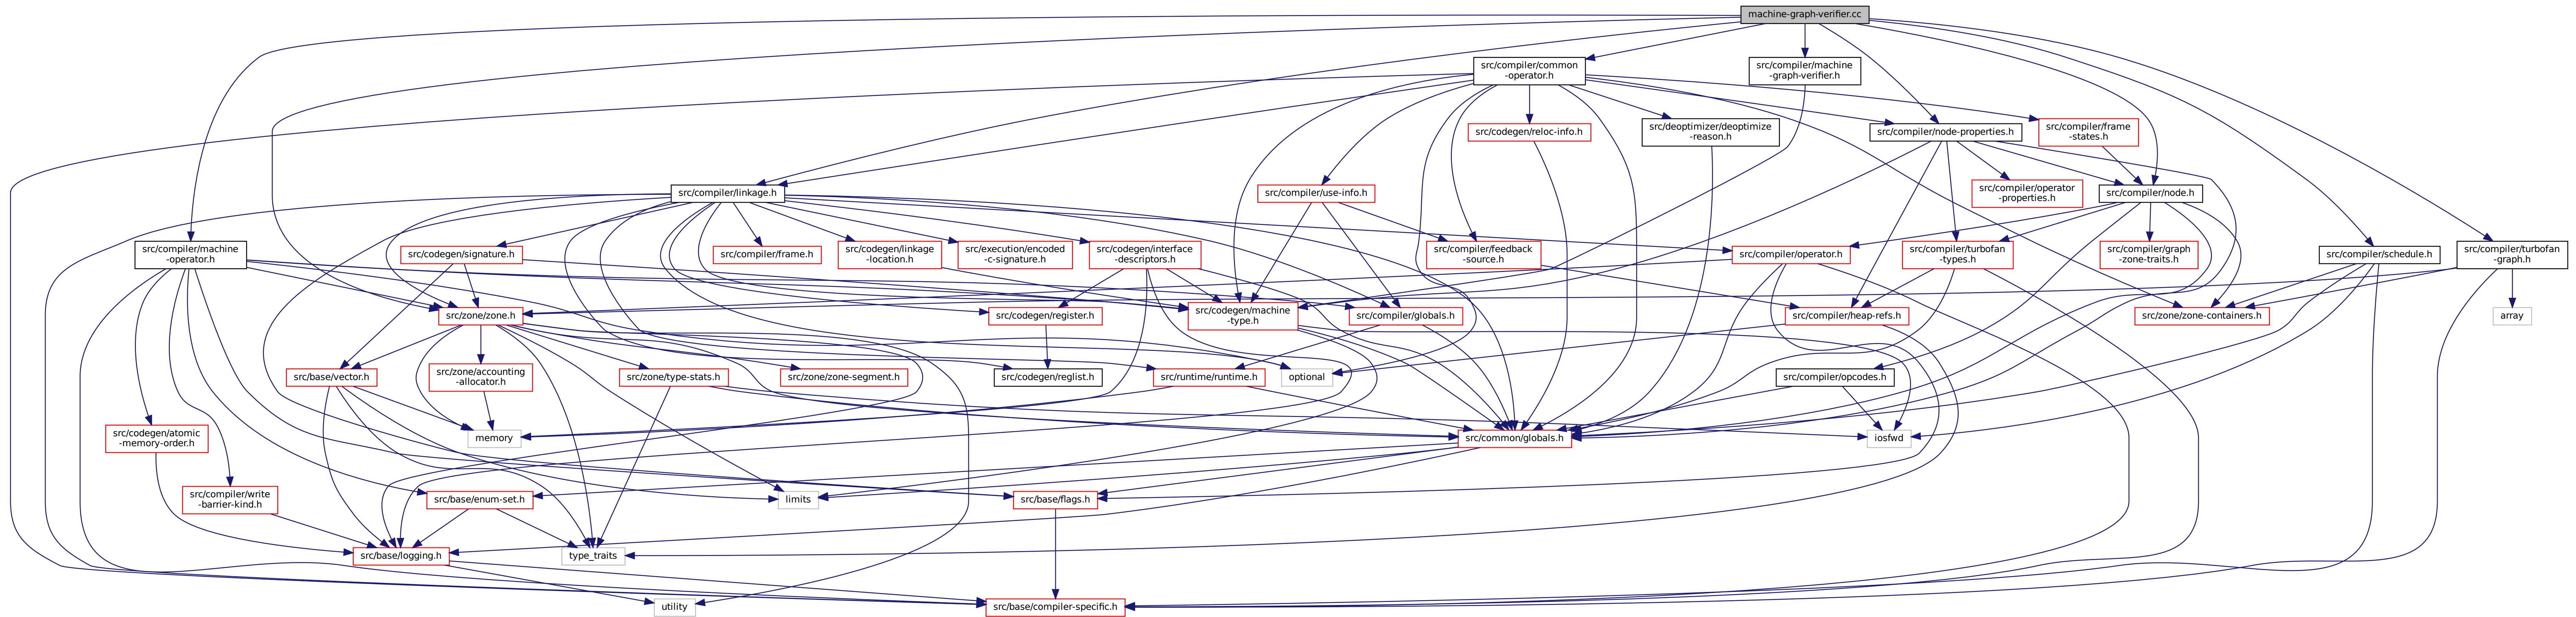 machine-graph-verifier.cc
src/compiler/common
-operator.h
src/compiler/machine
-graph-verifier.h
src/codegen/reloc-info.h
src/deoptimizer/deoptimize
-reason.h
src/compiler/node-properties.h
src/compiler/frame
-states.h
src/compiler/linkage.h
src/compiler/use-info.h
src/compiler/operator
-properties.h
src/compiler/node.h
src/compiler/machine
-operator.h
src/codegen/signature.h
src/compiler/frame.h
src/codegen/linkage
-location.h
src/execution/encoded
-c-signature.h
src/codegen/interface
-descriptors.h
src/compiler/feedback
-source.h
src/compiler/operator.h
src/compiler/turbofan
-types.h
src/compiler/graph
-zone-traits.h
src/compiler/schedule.h
src/compiler/turbofan
-graph.h
src/zone/zone.h
src/codegen/register.h
src/codegen/machine
-type.h
src/compiler/globals.h
src/compiler/heap-refs.h
src/zone/zone-containers.h
array
src/base/vector.h
src/zone/accounting
-allocator.h
src/zone/type-stats.h
src/zone/zone-segment.h
src/codegen/reglist.h
src/runtime/runtime.h
optional
src/compiler/opcodes.h
src/codegen/atomic
-memory-order.h
memory
src/common/globals.h
iosfwd
src/compiler/write
-barrier-kind.h
src/base/enum-set.h
limits
src/base/flags.h
src/base/logging.h
type_traits
utility
src/base/compiler-specific.h